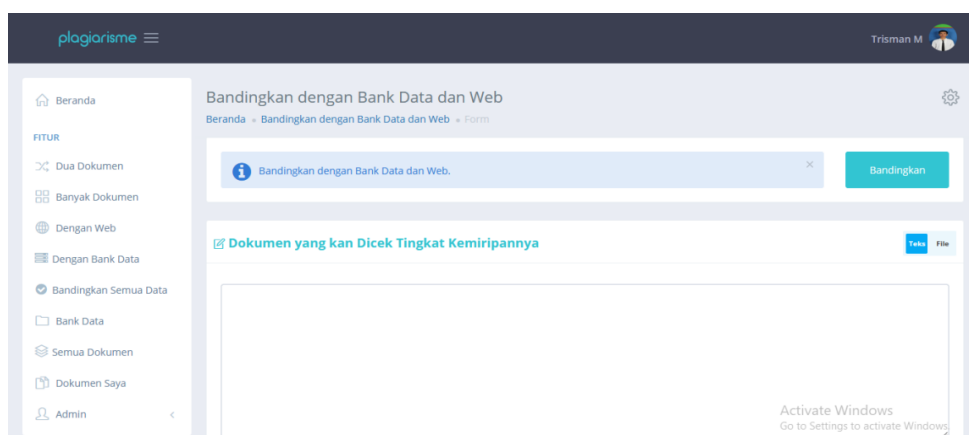 plagiarisme
Trisman M
Beranda
FITUR
Dua Dokumen
Banyak Dokumen
Dengan Web
Dengan Bank Data
Bandingkan Semua Data
Bank Data
Semua Dokumen
Dokumen Saya
Admin
Bandingkan dengan Bank Data dan Web
Beranda Bandingkan dengan Bank Data dan Web Form
Bandingkan dengan Bank Data dan Web.
Bandingkan
Dokumen yang kan Dicek Tingkat Kemiripannya
Teks File
Activate Windows
Go to Settings to activate Windows.